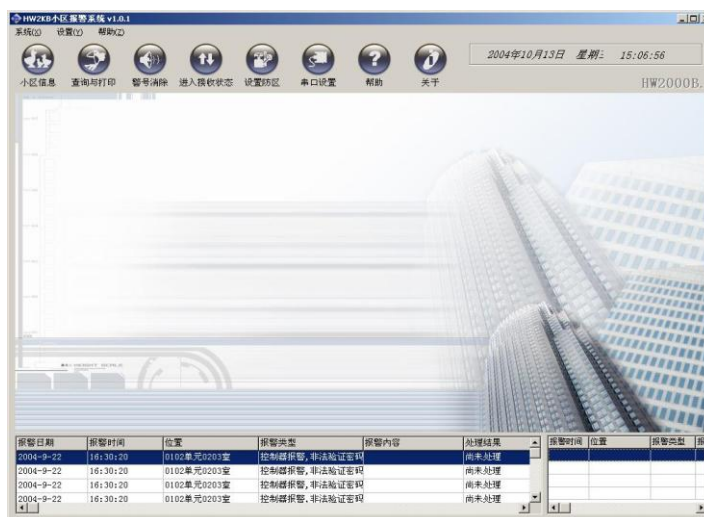 HW2KB小区报警系统 v1.0.1
系统(X) 设置(Y) 帮助(Z)
2004年10月13日 星期 15:06:56
小区信息 查询与打印 警号消除 进入接收状态 设置防区 串口设置 帮助 关于
HW2000B.
报警日期 报警时间 位置 报警类型 报警内容 处理结果
2004-9-22 16:30:20 0102单元0203室 控制器报警,非法验证密码 尚未处理
2004-9-22 16:30:20 0102单元0203室 控制器报警,非法验证密码 尚未处理
2004-9-22 16:30:20 0102单元0203室 控制器报警,非法验证密码 尚未处理
2004-9-22 16:30:20 0102单元0203室 控制器报警,非法验证密码 尚未处理
报警时间 位置 报警类型 报